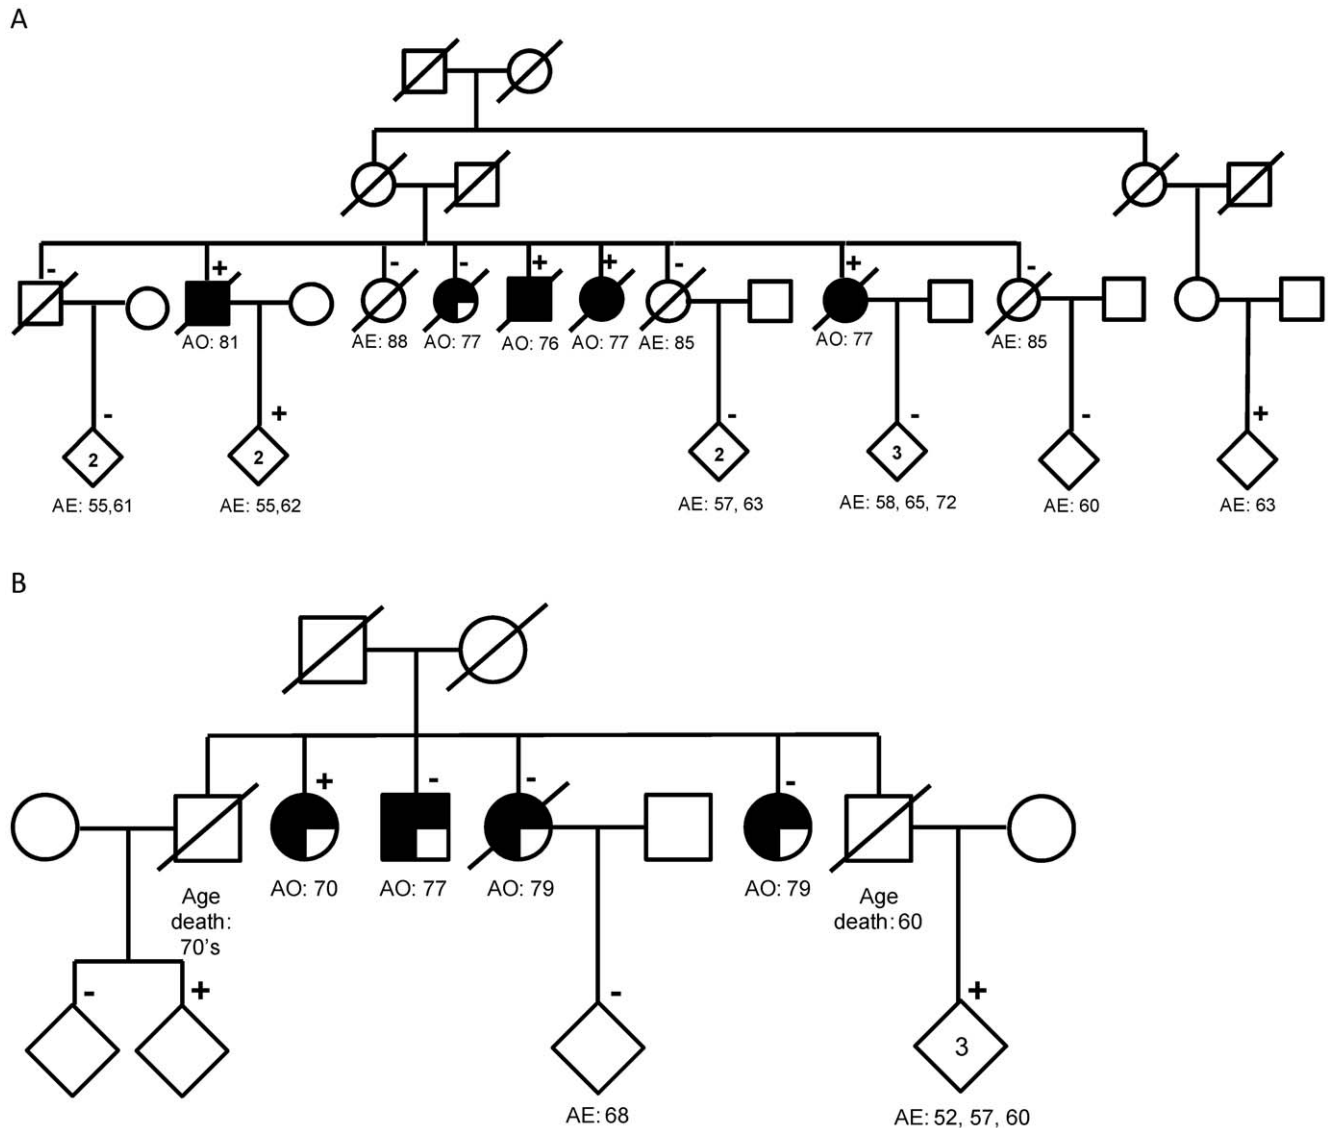 A
- + - - + + - + -
AO: 81 AE: 88 AO: 77 AO: 76 AO: 77 AE: 85 AO: 77 AE: 85
- + - - - +
2 2 2 3
AE: 55,61 AE: 55,62 AE: 57, 63 AE: 58, 65, 72 AE: 60 AE: 63
B
+ - - -
AO: 70 AO: 77 AO: 79 AO: 79
Age
death:
70's
Age
death: 60
- + - +
3
AE: 68 AE: 52, 57, 60